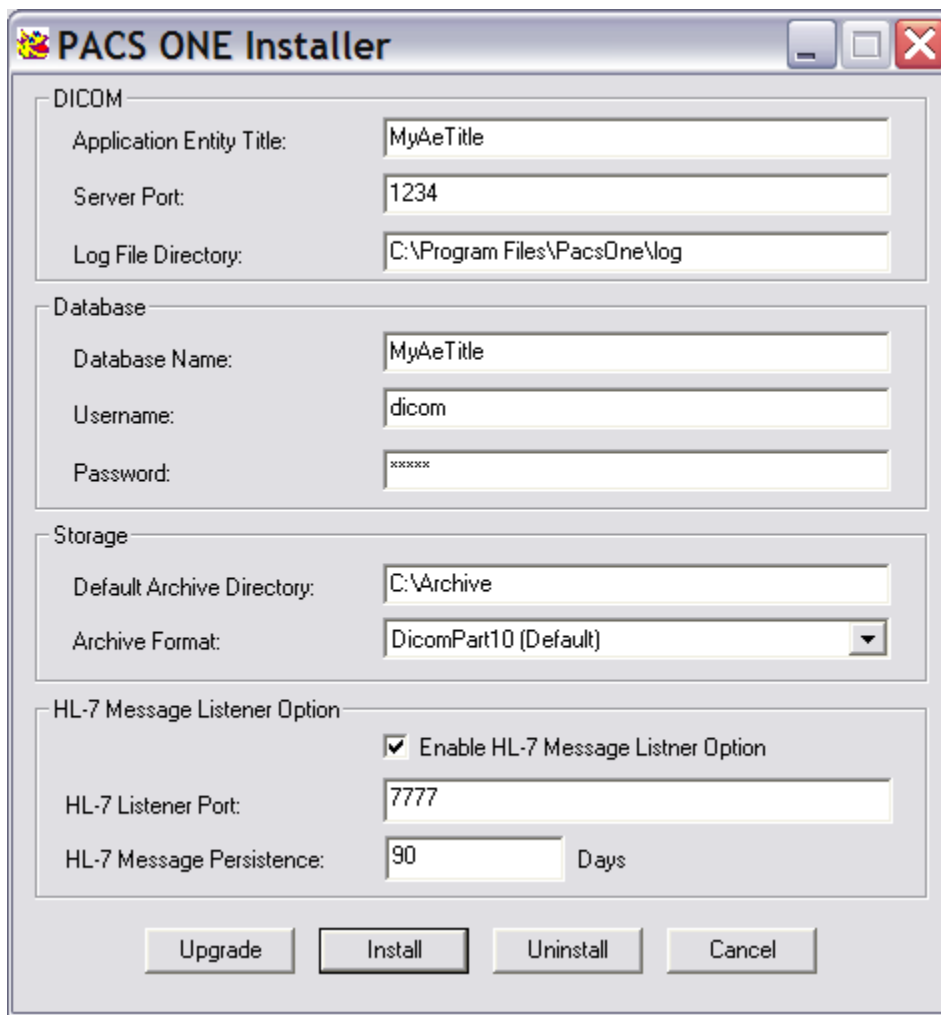 PACS ONE Installer
DICOM
Application Entity Title: MyAeTitle
Server Port: 1234
Log File Directory: C:\Program Files\PacsOne\log
Database
Database Name: MyAeTitle
Username: dicom
Password: *****
Storage
Default Archive Directory: C:\Archive
Archive Format: DicomPart10 (Default)
HL-7 Message Listener Option
Enable HL-7 Message Listner Option
HL-7 Listener Port: 7777
HL-7 Message Persistence: 90 Days
Upgrade Install Uninstall Cancel